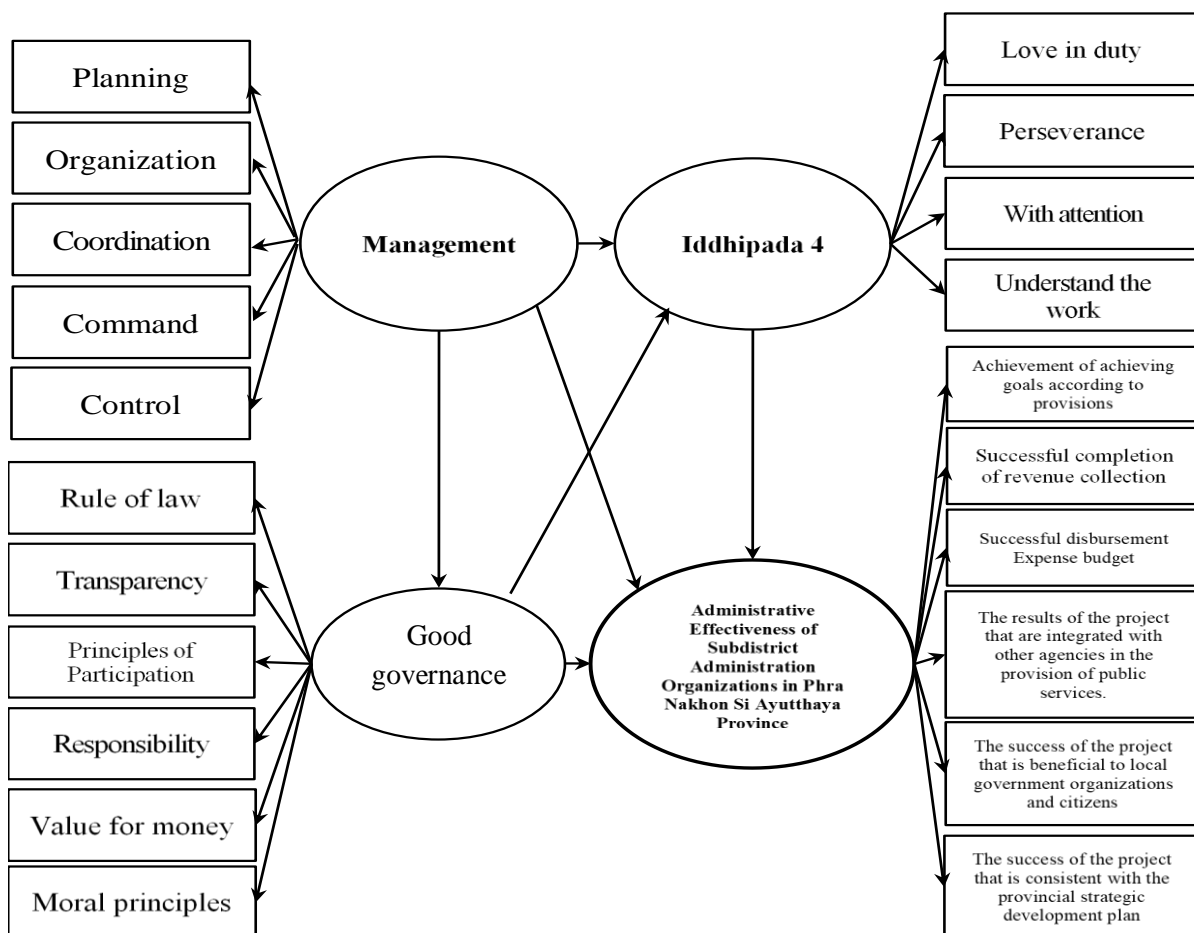 Planning
Organization
Coordination
Command
Control
Rule of law
Transparency
Principles of
Participation
Responsibility
Value for money
Moral principles
Management
Good
governance
Iddhipada 4
Administrative
Effectiveness of
Subdistrict
Administration
Organizations in Phra
Nakhon Si Ayutthaya
Province
Love in duty
Perseverance
With attention
Understand the
work
Achievement of achieving
goals according to
provisions
Successful completion
of revenue collection
Successful disbursement
Expense budget
The results of the project
that are integrated with
other agencies in the
provision of public
services.
The success of the project
that is beneficial to local
government organizations
and citizens
The success of the project
that is consistent with the
provincial strategic
development plan